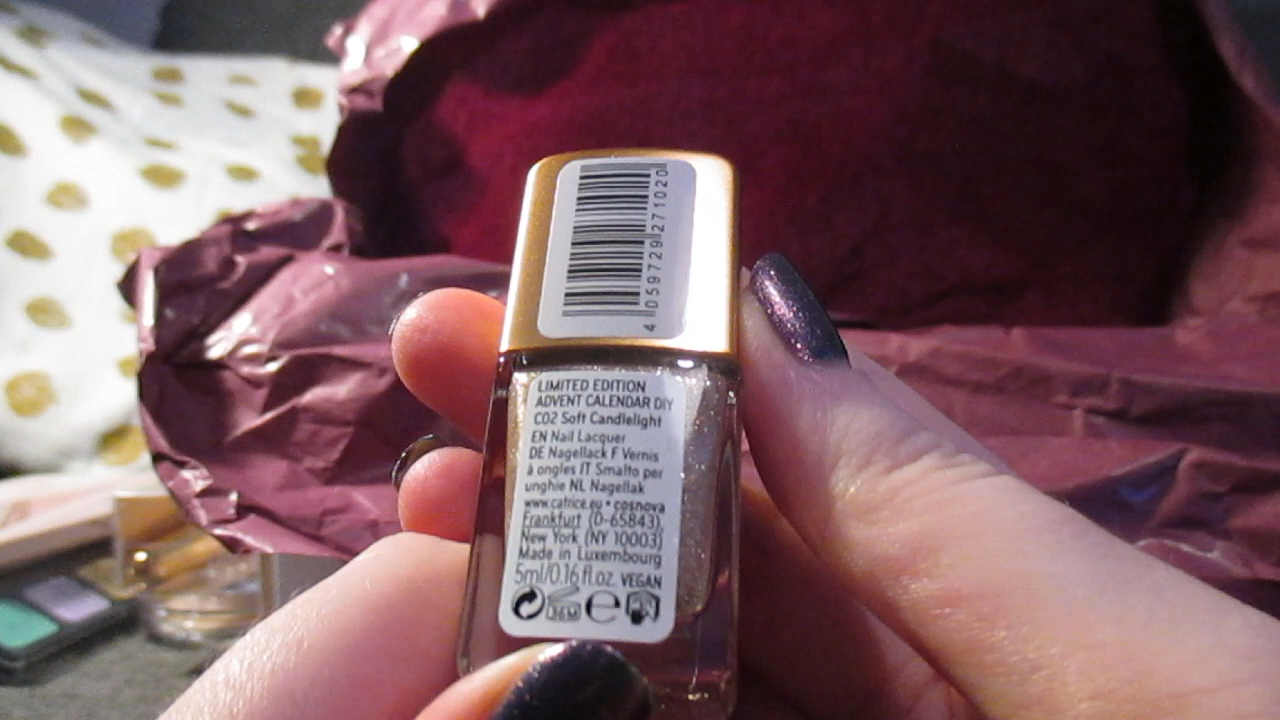 4 059729 271020
LIMITED EDITION
ADVENT CALENDAR DIY
C02 Soft Candlelight
EN Nail Lacquer
DE Nagellack F Vernis
à ongles IT Smalto per
unghie NL Nagellak
www.catrice.eu • cosnova
Frankfurt (D-65843),
New York (NY 10003)
Made in Luxembourg
5ml/0.16 fl.oz. VEGAN
36M e